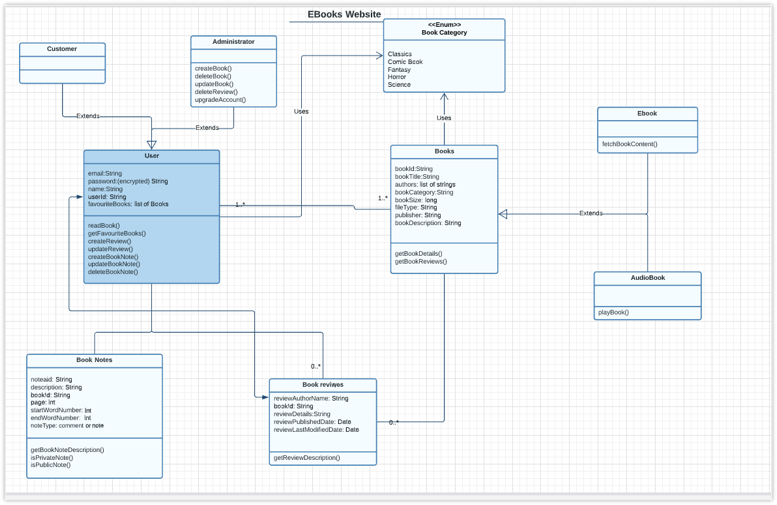 EBooks Website
<<Enum>>
Book Category
Classics
Comic Book
Fantasy
Horror
Science
Customer
Administrator
createBook()
deleteBook()
updateBook()
deleteReview()
upgradeAccount()
Extends
Extends
Uses
Uses
User
email:String
password:(encrypted) String
name:String
userId: String
favouriteBooks: list of Books
readBook()
getFavouriteBooks()
createReview()
updateReview()
createBookNote()
updateBookNote()
deleteBookNote()
1..*
1..*
Books
bookId:String
bookTitle:String
authors: list of strings
bookCategory:String
bookSize: long
fileType: String
publisher: String
bookDescription: String
getBookDetails()
getBookReviews()
Ebook
fetchBookContent()
Extends
AudioBook
playBook()
Book Notes
noteaid: String
description: String
bookId: String
page: int
startWordNumber: int
endWordNumber: int
noteType: comment or note
getBookNoteDescription()
isPrivateNote()
isPublicNote()
0..*
Book reviwes
reviewAuthorName: String
bookId: String
reviewDetails:String
reviewPublishedDate: Date
reviewLastModifiedDate: Date
getReviewDescription()
0..*